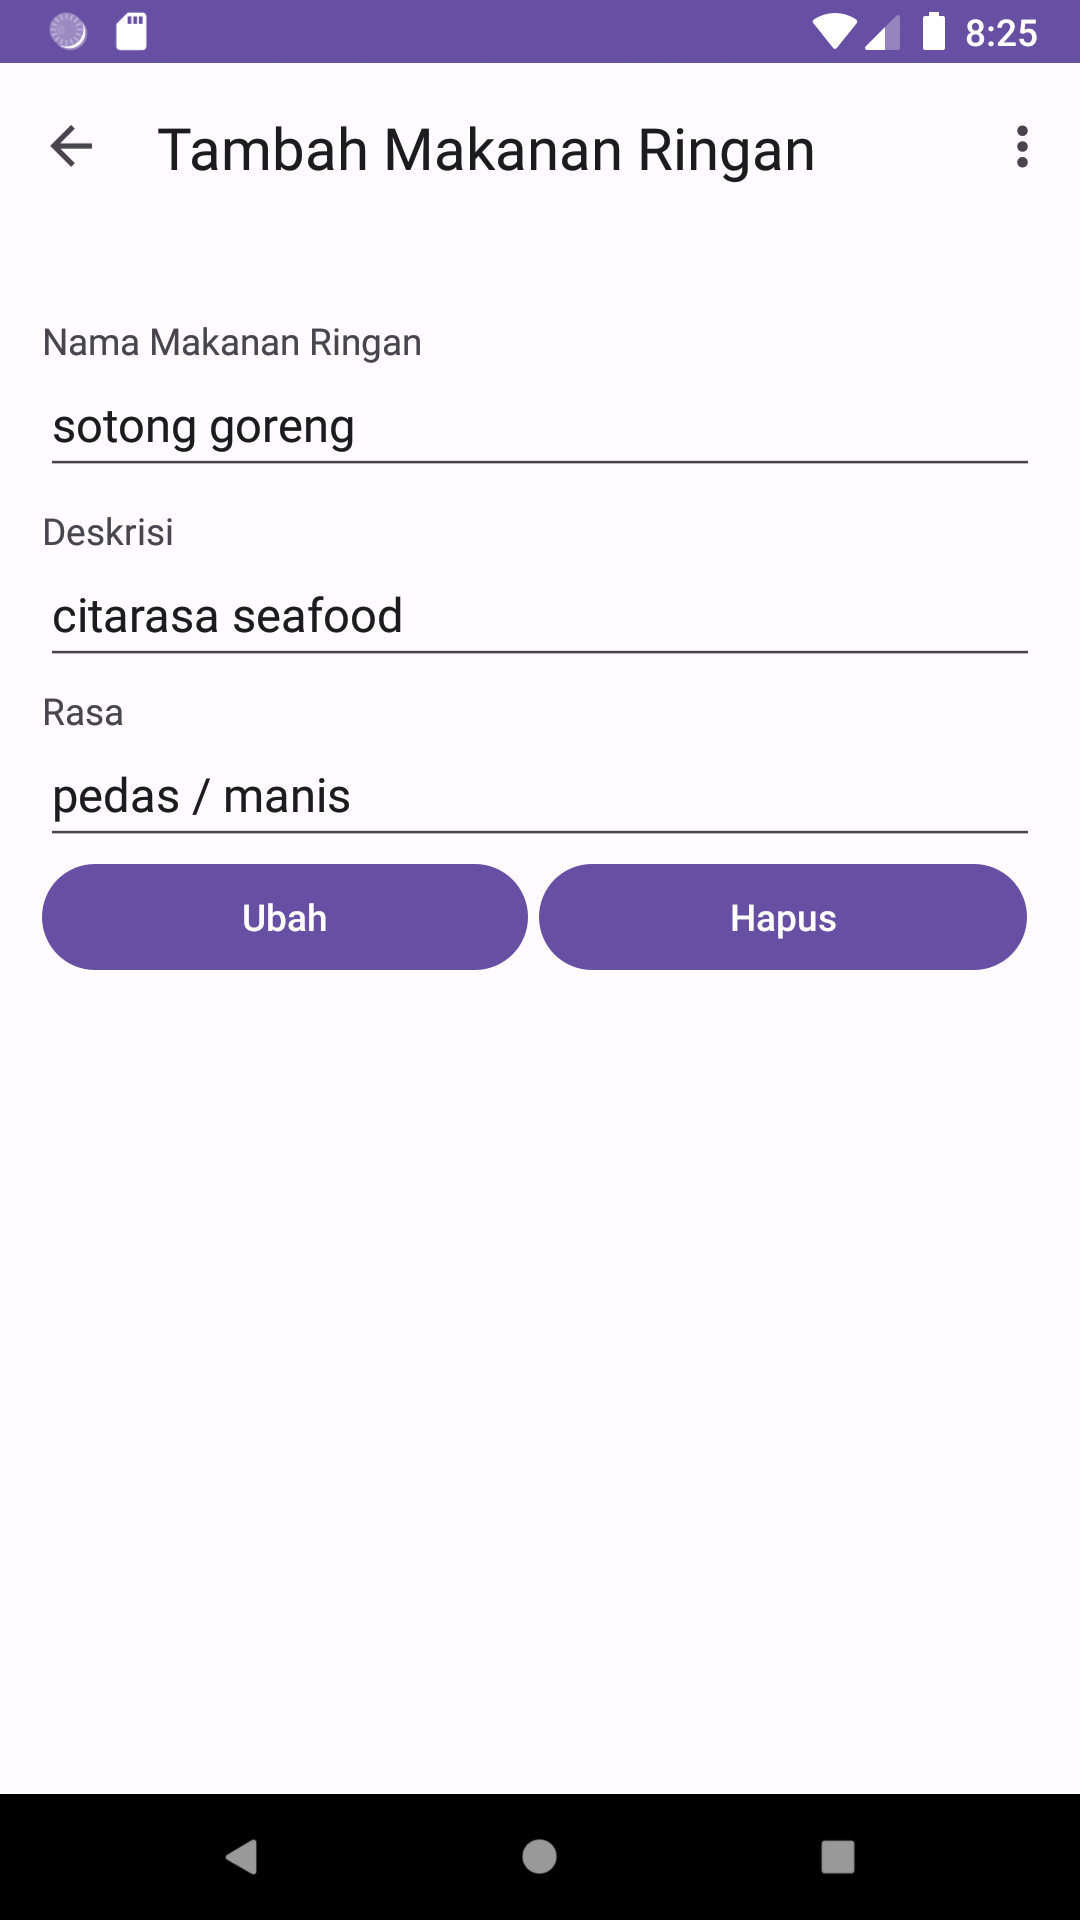 8:25
Tambah Makanan Ringan
Nama Makanan Ringan
sotong goreng
Deskrisi
citarasa seafood
Rasa
pedas / manis
Ubah
Hapus